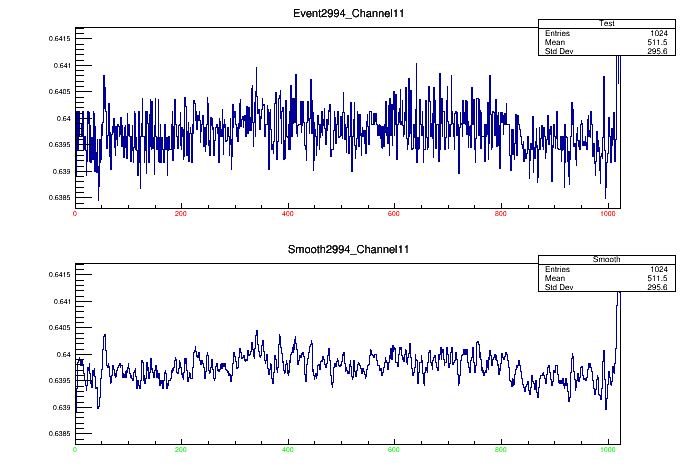 Event2994_Channel11
Test
Entries 1024
Mean 511.5
Std Dev 295.6
0.6415
0.641
0.6405
0.64
0.6395
0.639
0.6385
0 200 400 600 800 1000
Smooth2994_Channel11
Smooth
Entries 1024
Mean 511.5
Std Dev 295.6
0.6415
0.641
0.6405
0.64
0.6395
0.639
0.6385
0 200 400 600 800 1000